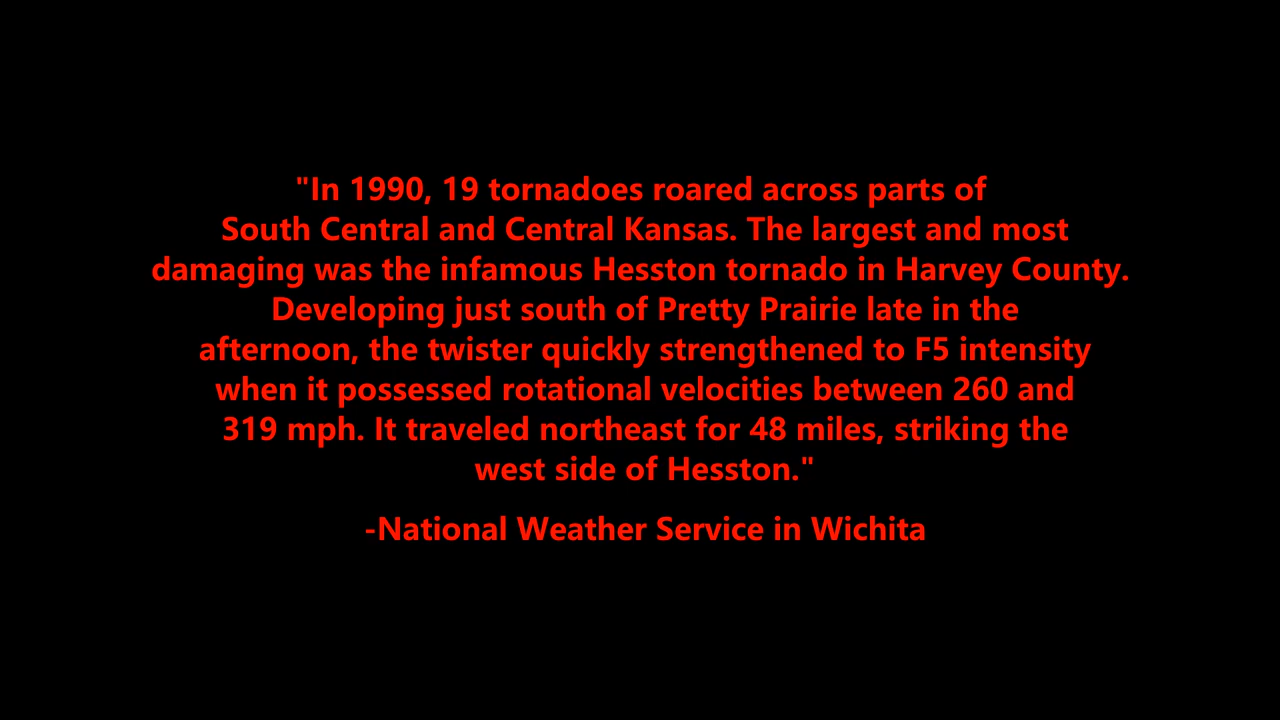 "In 1990, 19 tornadoes roared across parts of
South Central and Central Kansas. The largest and most
damaging was the infamous Hesston tornado in Harvey County.
Developing just south of Pretty Prairie late in the
afternoon, the twister quickly strengthened to F5 intensity
when it possessed rotational velocities between 260 and
319 mph. It traveled northeast for 48 miles, striking the
west side of Hesston."
-National Weather Service in Wichita